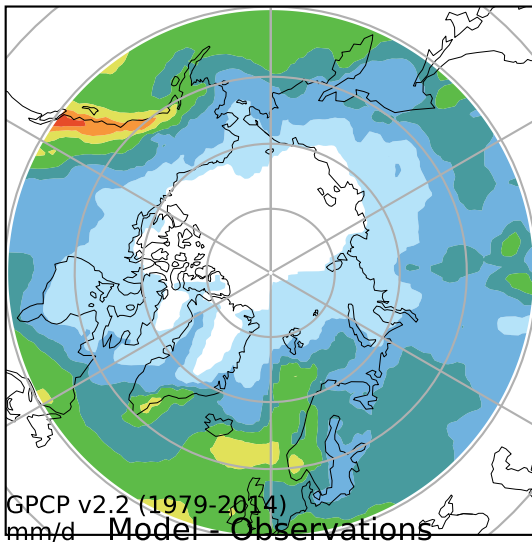 GPCP v2.2 (1979-2014)
mm/d
Model - Observations